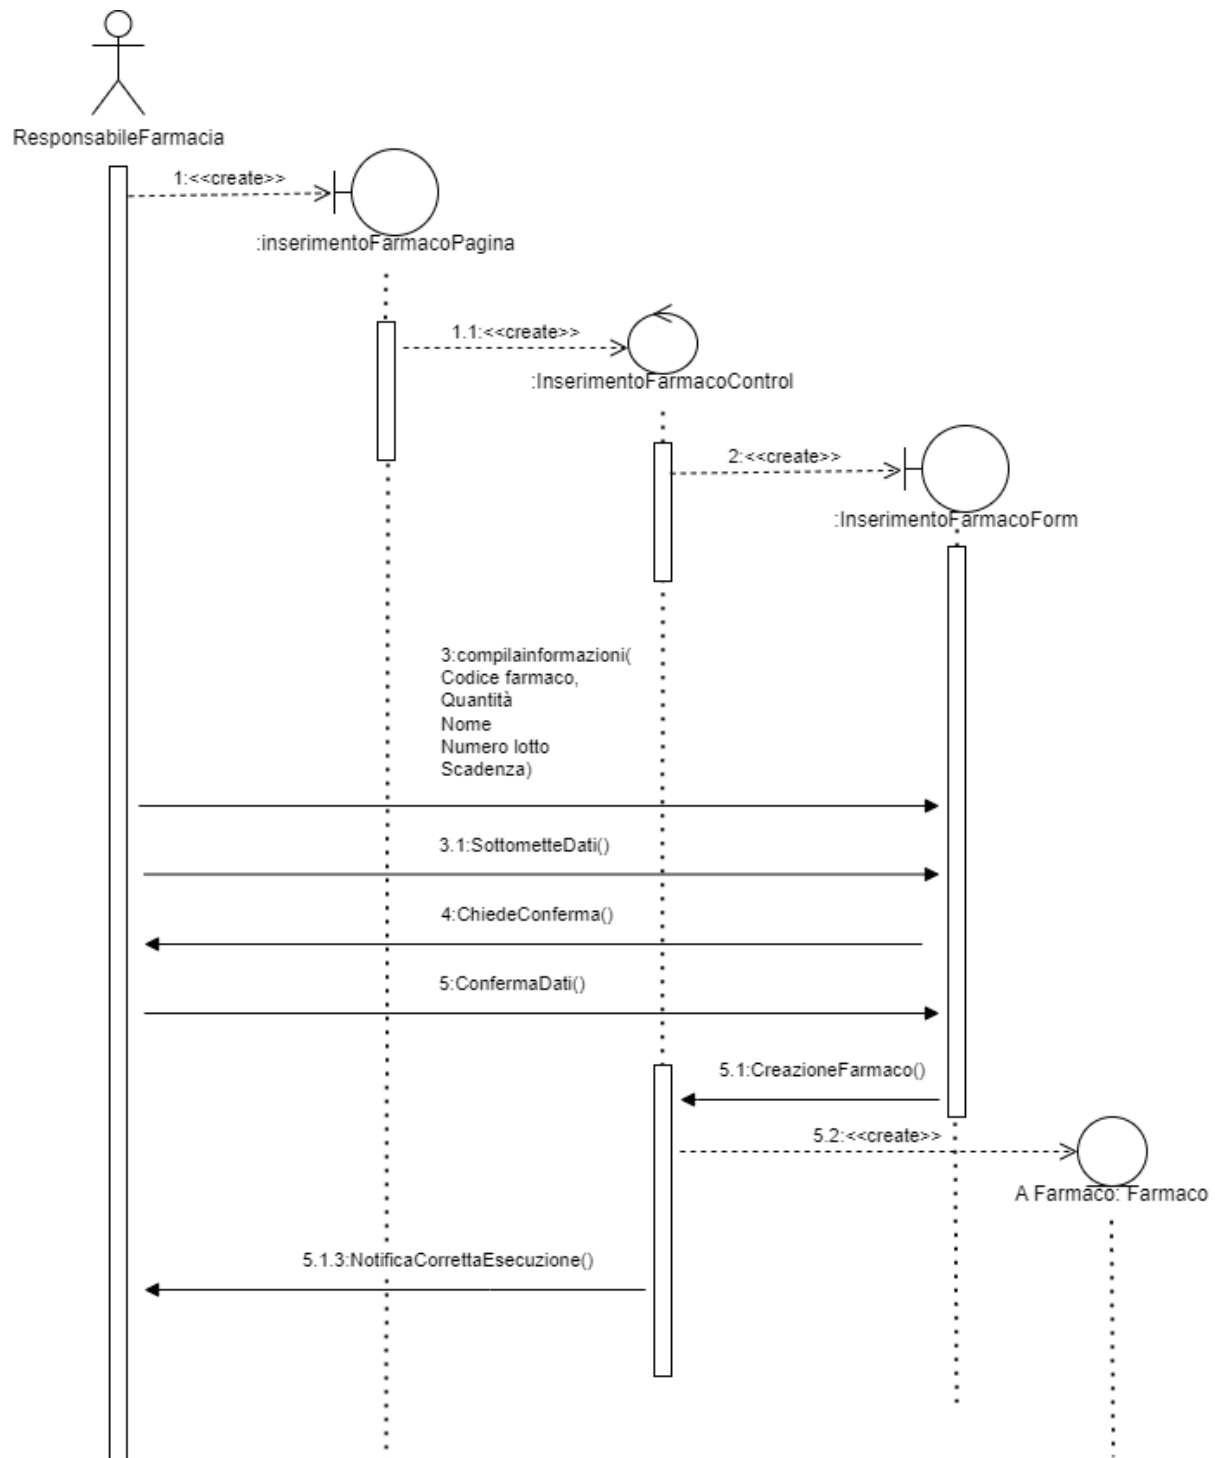 ResponsabileFarmacia
1:<<create>>
:inserimentoFarmacoPagina
1.1:<<create>>
:InserimentoFarmacoControl
2:<<create>>
:InserimentoFarmacoForm
3:compilainformazioni(
Codice farmaco,
Quantità
Nome
Numero lotto
Scadenza)
3.1:SottometteDati()
4:ChiedeConferma()
5:ConfermaDati()
5.1:CreazioneFarmaco()
5.2:<<create>>
A Farmaco: Farmaco
5.1.3:NotificaCorrettaEsecuzione()